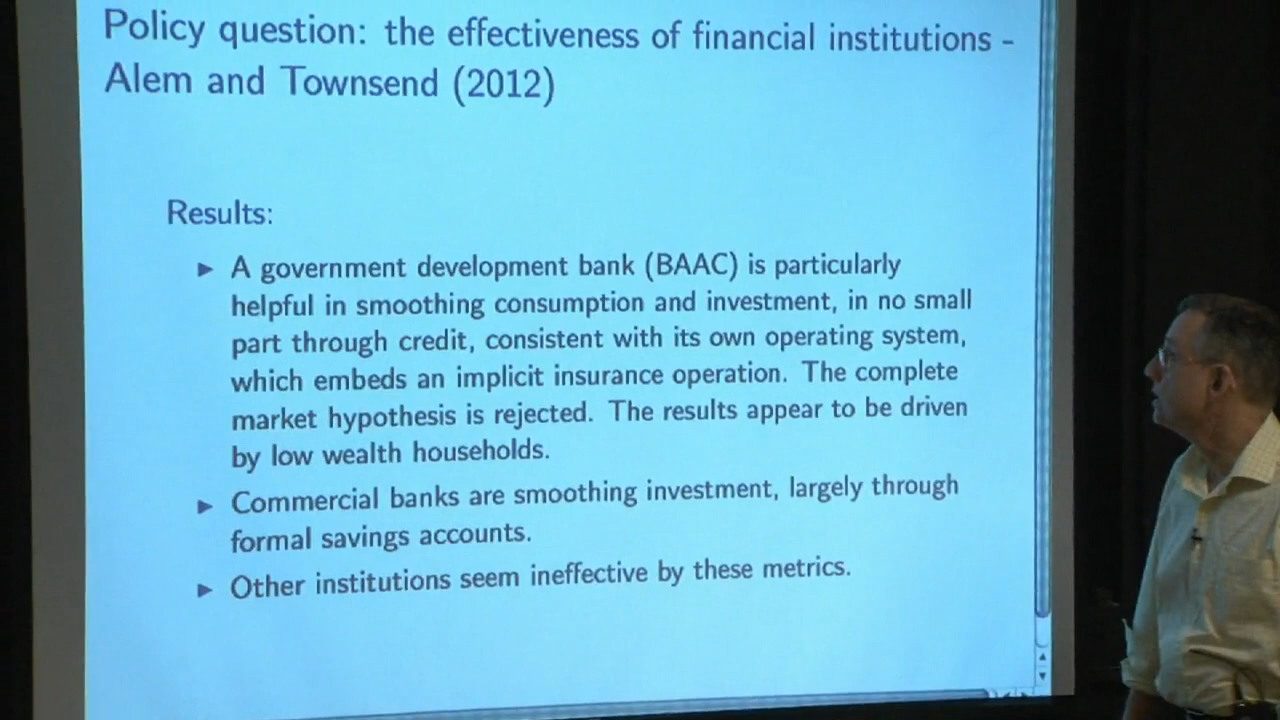 Policy question: the effectiveness of financial institutions -
Alem and Townsend (2012)
Results:
► A government development bank (BAAC) is particularly
helpful in smoothing consumption and investment, in no small
part through credit, consistent with its own operating system,
which embeds an implicit insurance operation. The complete
market hypothesis is rejected. The results appear to be driven
by low wealth households.
► Commercial banks are smoothing investment, largely through
formal savings accounts.
► Other institutions seem ineffective by these metrics.